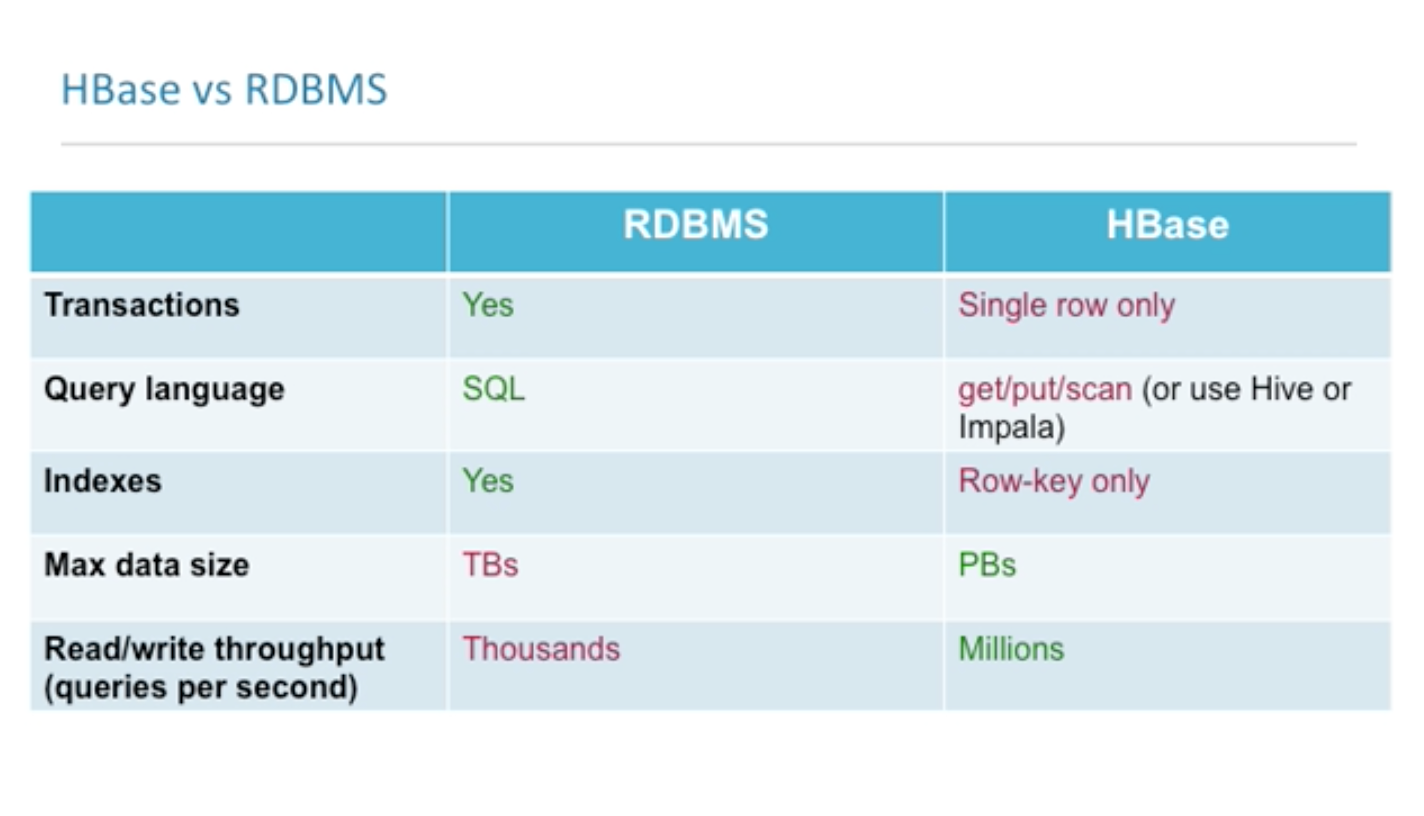 HBase vs RDBMS
RDBMS HBase
Transactions Yes Single row only
Query language SQL get/put/scan (or use Hive or
Impala)
Indexes Yes Row-key only
Max data size TBs PBs
Read/write throughput Thousands Millions
(queries per second)